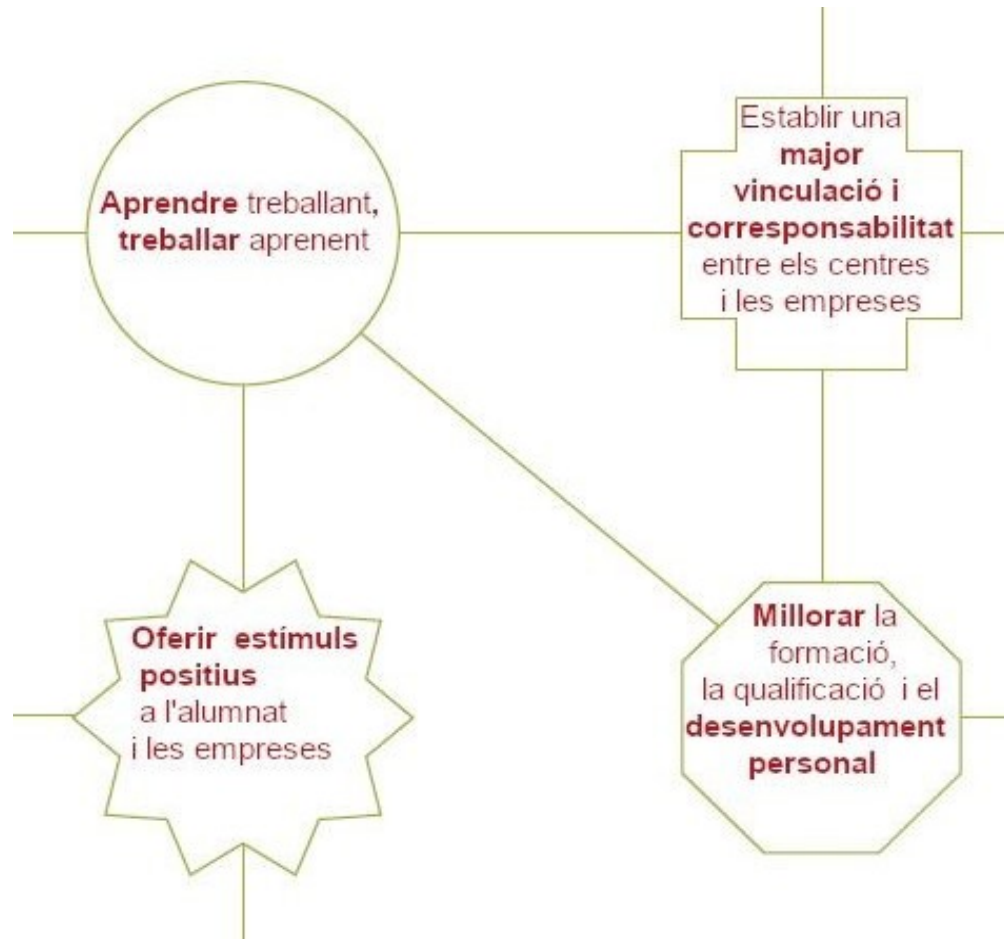 Aprendre treballant,
treballar aprenent
Establir una
major
vinculació i
corresponsabilitat
entre els centres
i les empreses
Oferir estímuls
positius
a l'alumnat
i les empreses
Millorar la
formació,
la qualificació i el
desenvolupament
personal